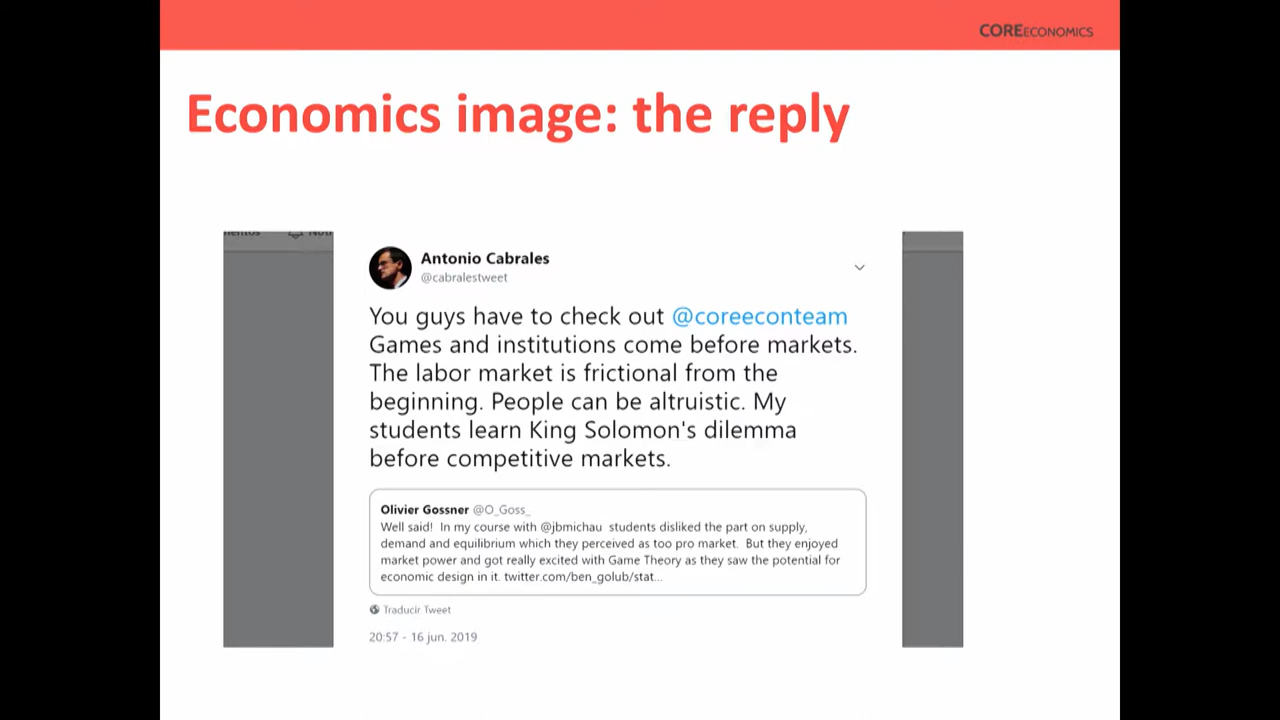 COREECONOMICS
Economics image: the reply
Antonio Cabrales
@cabralestweet
You guys have to check out @coreeconteam
Games and institutions come before markets.
The labor market is frictional from the
beginning. People can be altruistic. My
students learn King Solomon's dilemma
before competitive markets.
Olivier Gossner @O_Goss_
Well said! In my course with @jbmichau students disliked the part on supply,
demand and equilibrium which they perceived as too pro market. But they enjoyed
market power and got really excited with Game Theory as they saw the potential for
economic design in it. twitter.com/ben_golub/stat...
Traducir Tweet
20:57 - 16 jun. 2019